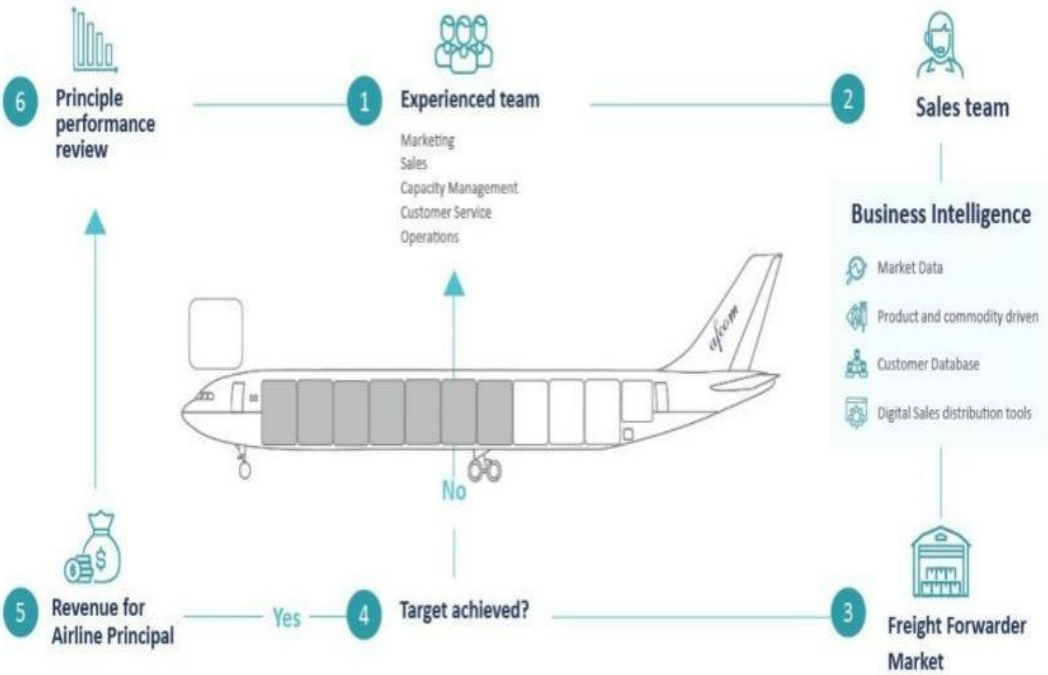 6
Principle
performance
review
1
Experienced team
Marketing
Sales
Capacity Management
Customer Service
Operations
2
Sales team
Business Intelligence
Market Data
Product and commodity driven
Customer Database
Digital Sales distribution tools
afcom
No
5
Revenue for
Airline Principal
Yes
4
Target achieved?
3
Freight Forwarder
Market